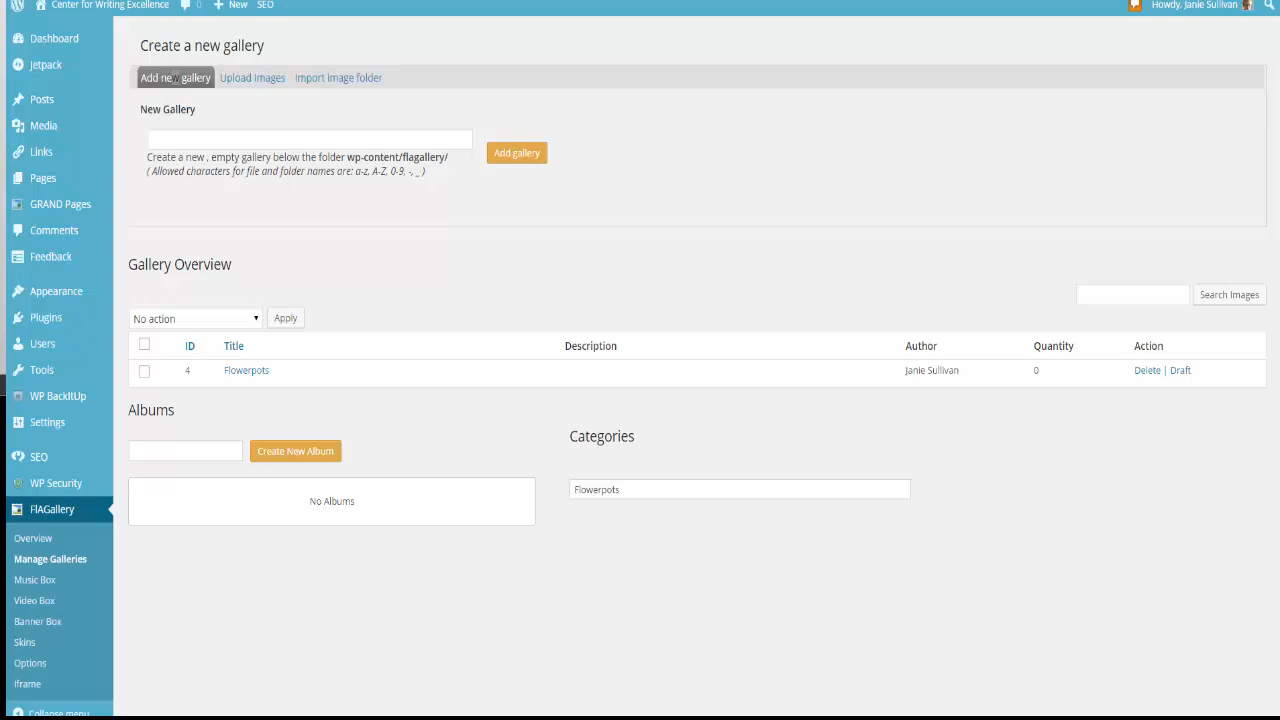 Center for Writing Excellence 0 New SEO Howdy, Janie Sullivan
Dashboard
Jetpack
Posts
Media
Links
Pages
GRAND Pages
Comments
Feedback
Appearance
Plugins
Users
Tools
WP BackItUp
Settings
SEO
WP Security
FlAGallery
Overview
Manage Galleries
Music Box
Video Box
Banner Box
Skins
Options
Iframe
Collapse menu
Create a new gallery
Add new gallery Upload Images Import image folder
New Gallery
Add gallery
Create a new , empty gallery below the folder wp-content/flagallery/
( Allowed characters for file and folder names are: a-z, A-Z, 0-9, -, _ )
Gallery Overview
Search Images
No action Apply
ID Title Description Author Quantity Action
4 Flowerpots Janie Sullivan 0 Delete | Draft
Albums
Create New Album
No Albums
Categories
Flowerpots